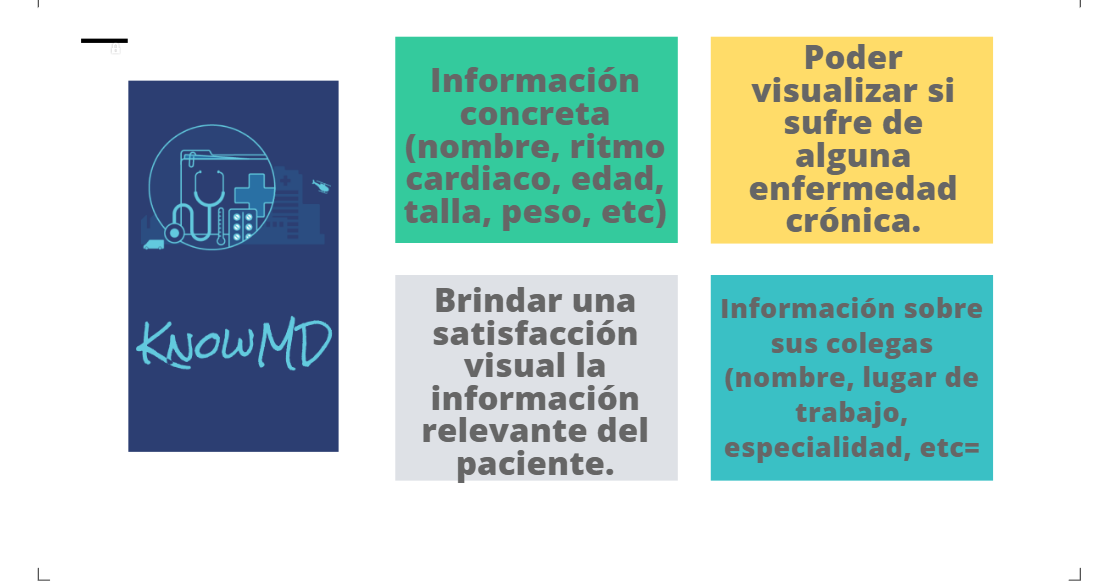 KNOWMD
Información
concreta
(nombre, ritmo
cardiaco, edad,
talla, peso, etc)
Poder
visualizar si
sufre de
alguna
enfermedad
crónica.
Brindar una
satisfacción
visual la
información
relevante del
paciente.
Información sobre
sus colegas
(nombre, lugar de
trabajo,
especialidad, etc=